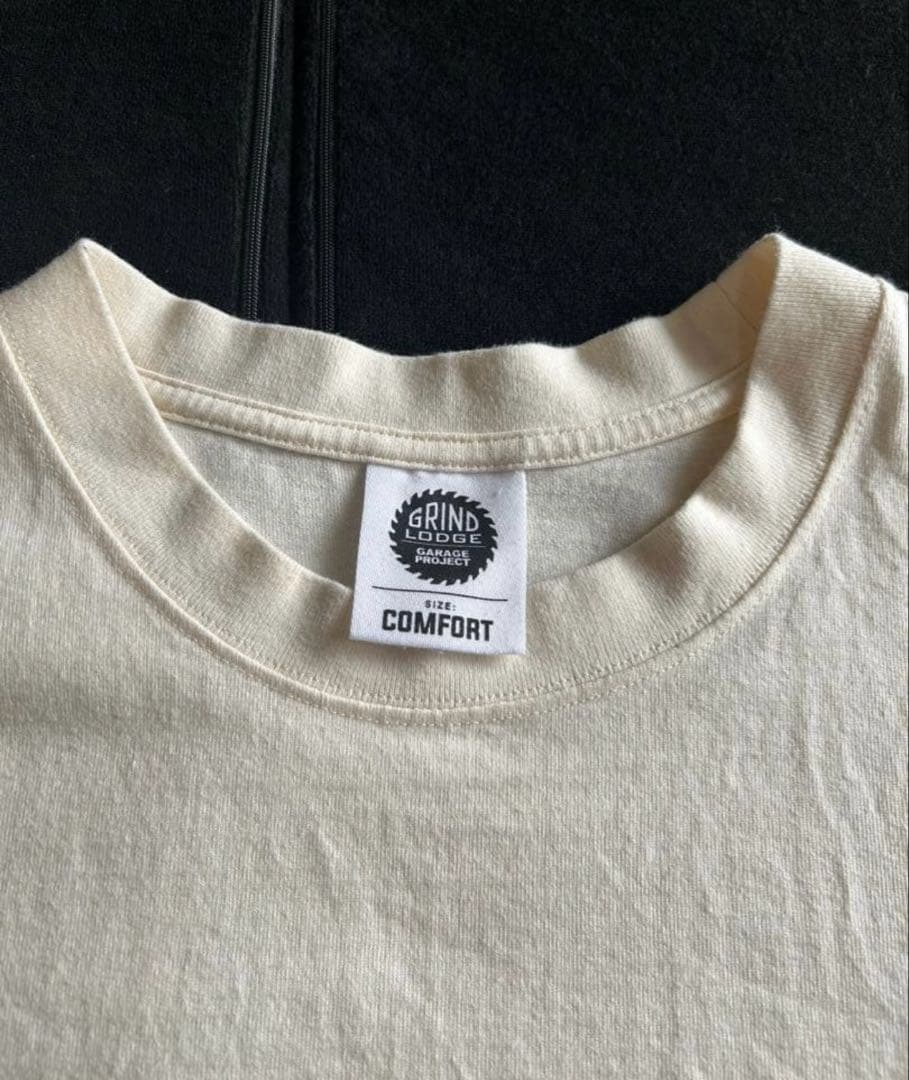 GRIND
LODGE
GARAGE
PROJECT
SIZE:
COMFORT